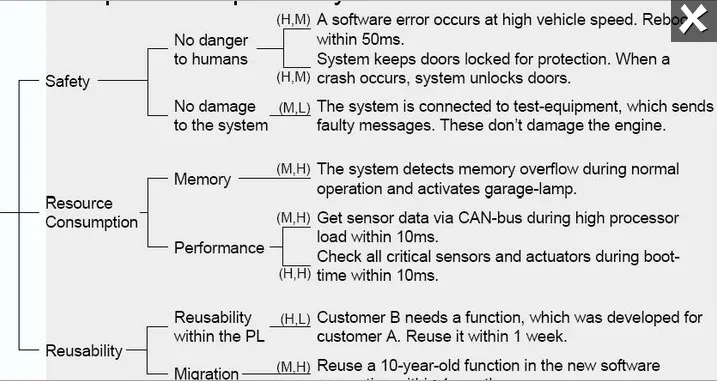 (H,M) A software error occurs at high vehicle speed.
No danger
to humans
within 50ms.
System keeps doors locked for protection. When a
(H,M) crash occurs, system unlocks doors.
Safety
No damage
to the system
(M,L) The system is connected to test-equipment, which sends
faulty messages. These don't damage the engine.
Resource
Consumption
Memory
(M,H) The system detects memory overflow during normal
operation and activates garage-lamp.
Performance
(M,H) Get sensor data via CAN-bus during high processor
load within 10ms.
Check all critical sensors and actuators during boot-
(H,H) time within 10ms.
Reusability
Reusability
within the PL
(H,L) Customer B needs a function, which was developed for
customer A. Reuse it within 1 week.
Migration
(M,H) Reuse a 10-year-old function in the new software